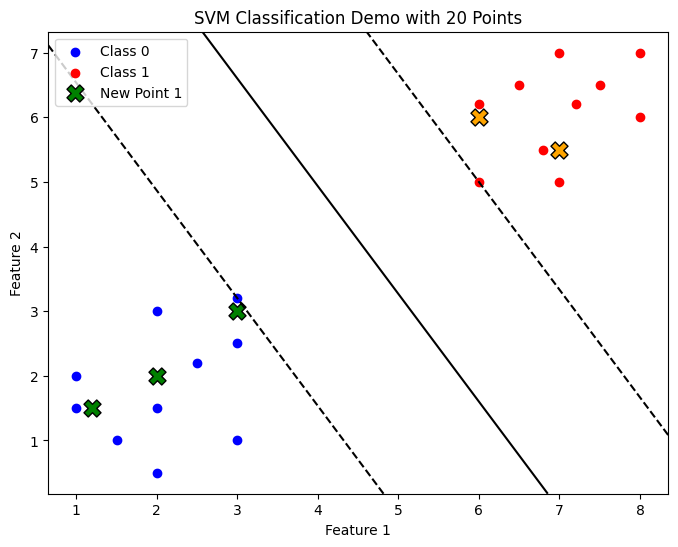 SVM Classification Demo with 20 Points
Class 0
Class 1
New Point 1
Feature 2
7
6
5
4
3
2
1
1 2 3 4 5 6 7 8
Feature 1